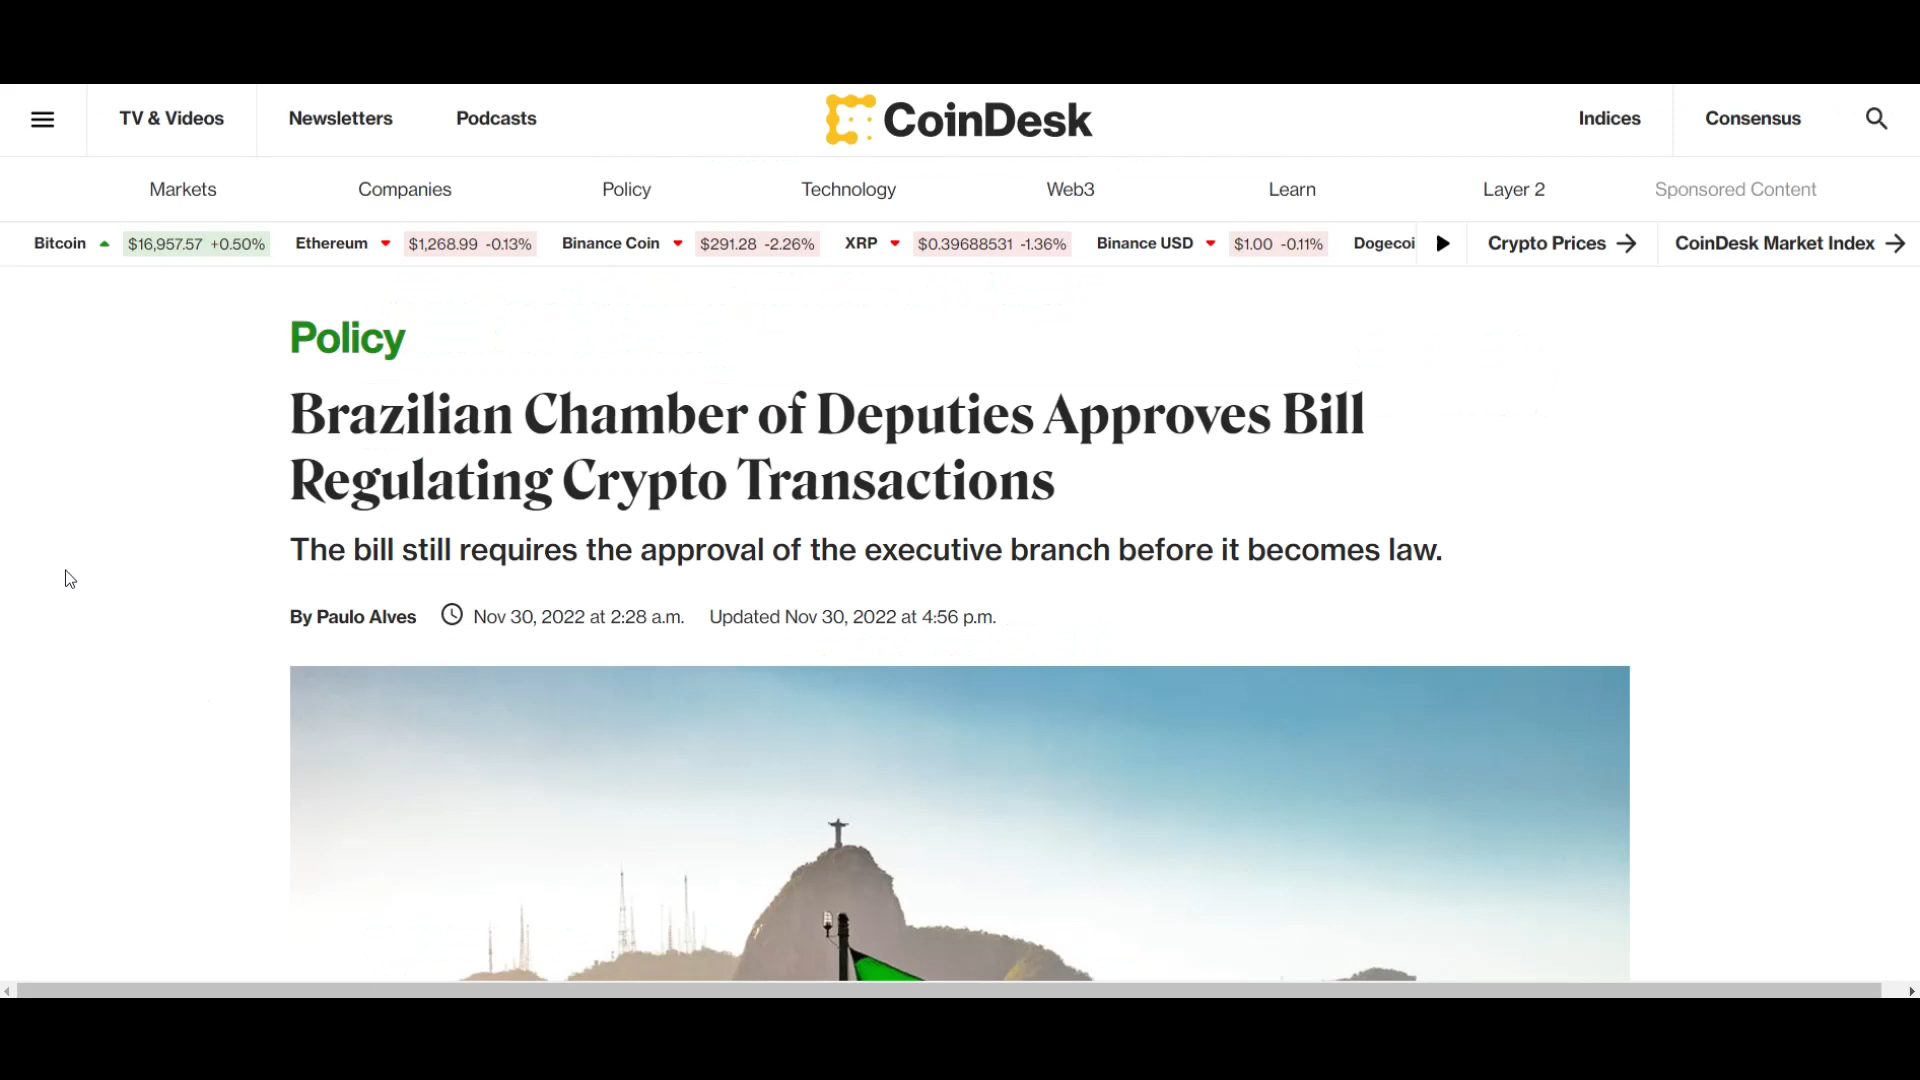 TV & Videos Newsletters Podcasts CoinDesk Indices Consensus
Markets Companies Policy Technology Web3 Learn Layer 2 Sponsored Content
Bitcoin $16,957.57 +0.50% Ethereum $1,268.99 -0.13% Binance Coin $291.28 -2.26% XRP $0.39688531 -1.36% Binance USD $1.00 -0.11% Dogecoi Crypto Prices CoinDesk Market Index
Policy
Brazilian Chamber of Deputies Approves Bill
Regulating Crypto Transactions
The bill still requires the approval of the executive branch before it becomes law.
By Paulo Alves Nov 30, 2022 at 2:28 a.m. Updated Nov 30, 2022 at 4:56 p.m.